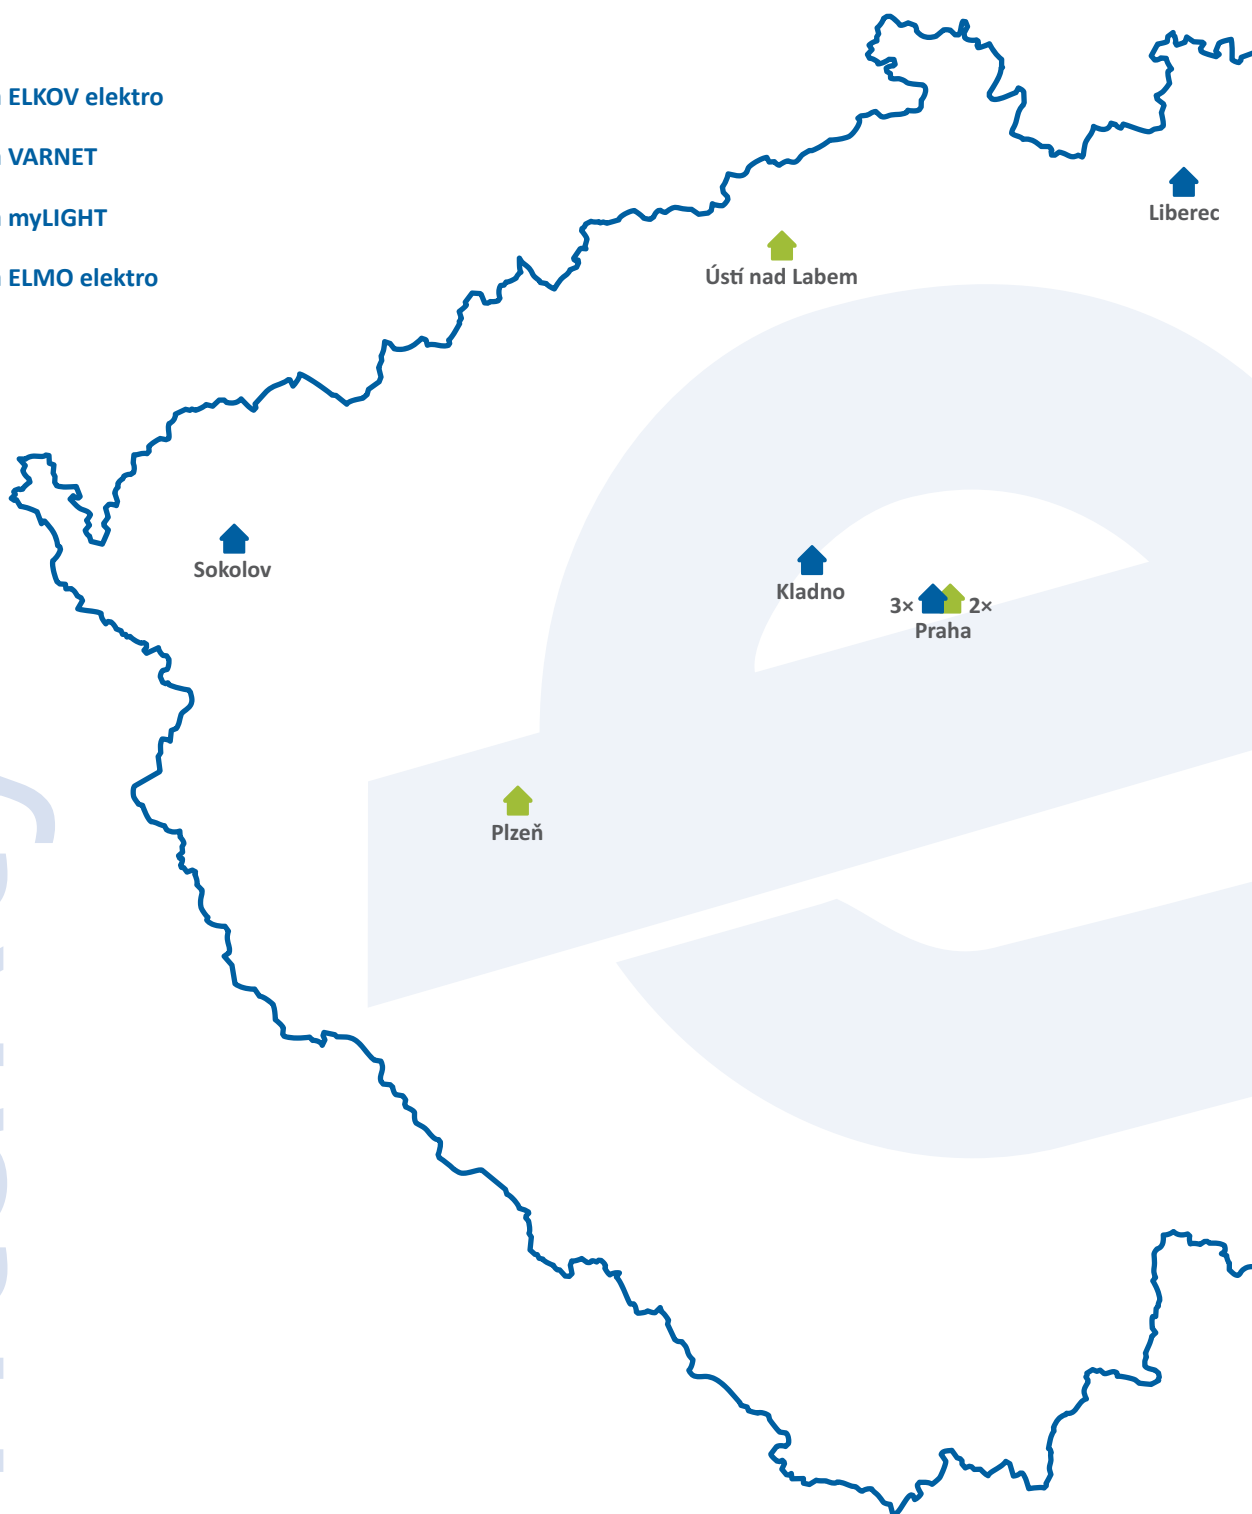 ELKOV elektro
VARNET
myLIGHT
ELMO elektro
Liberec
Ústí nad Labem
Sokolov
Kladno
3× 2×
Praha
Plzeň